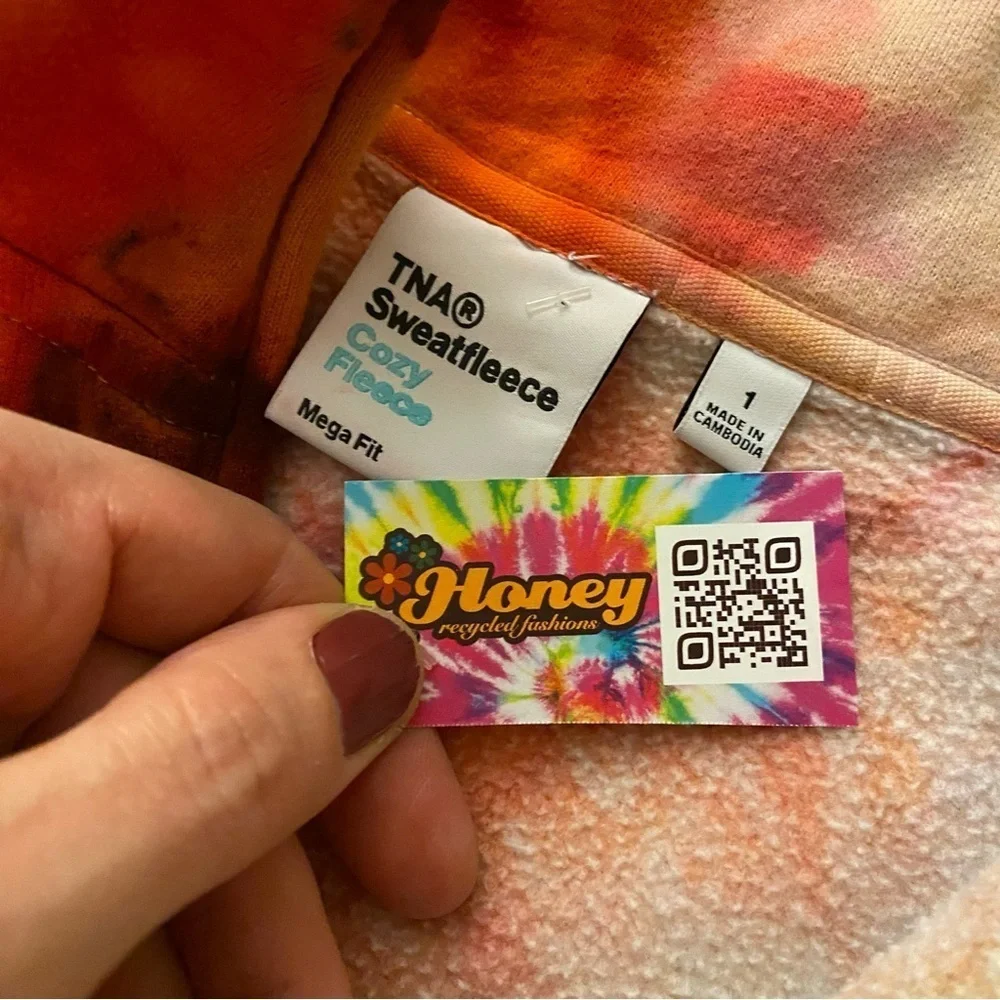 TNA®
Sweatfleece
Cozy
Fleece
Mega Fit
1
MADE IN
CAMBODIA
Honey
recycled fashions